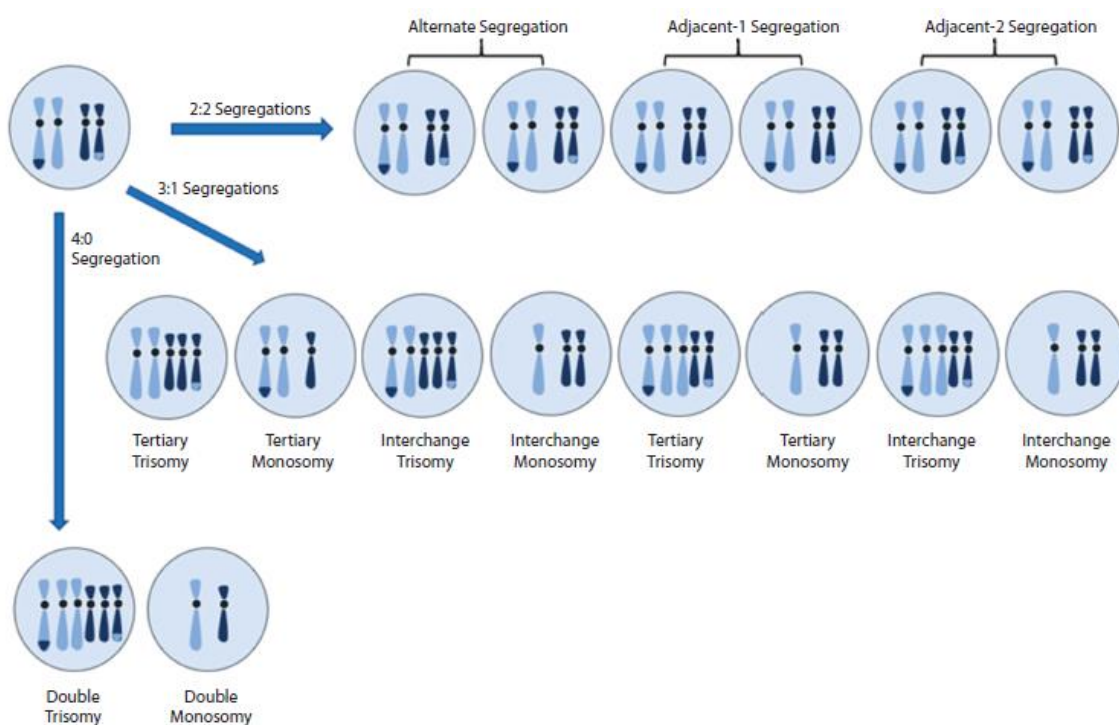 Alternate Segregation
Adjacent-1 Segregation
Adjacent-2 Segregation
2:2 Segregations
3:1 Segregations
4:0
Segregation
Tertiary
Trisomy
Tertiary
Monosomy
Interchange
Trisomy
Interchange
Monosomy
Tertiary
Trisomy
Tertiary
Monosomy
Interchange
Trisomy
Interchange
Monosomy
Double
Trisomy
Double
Monosomy